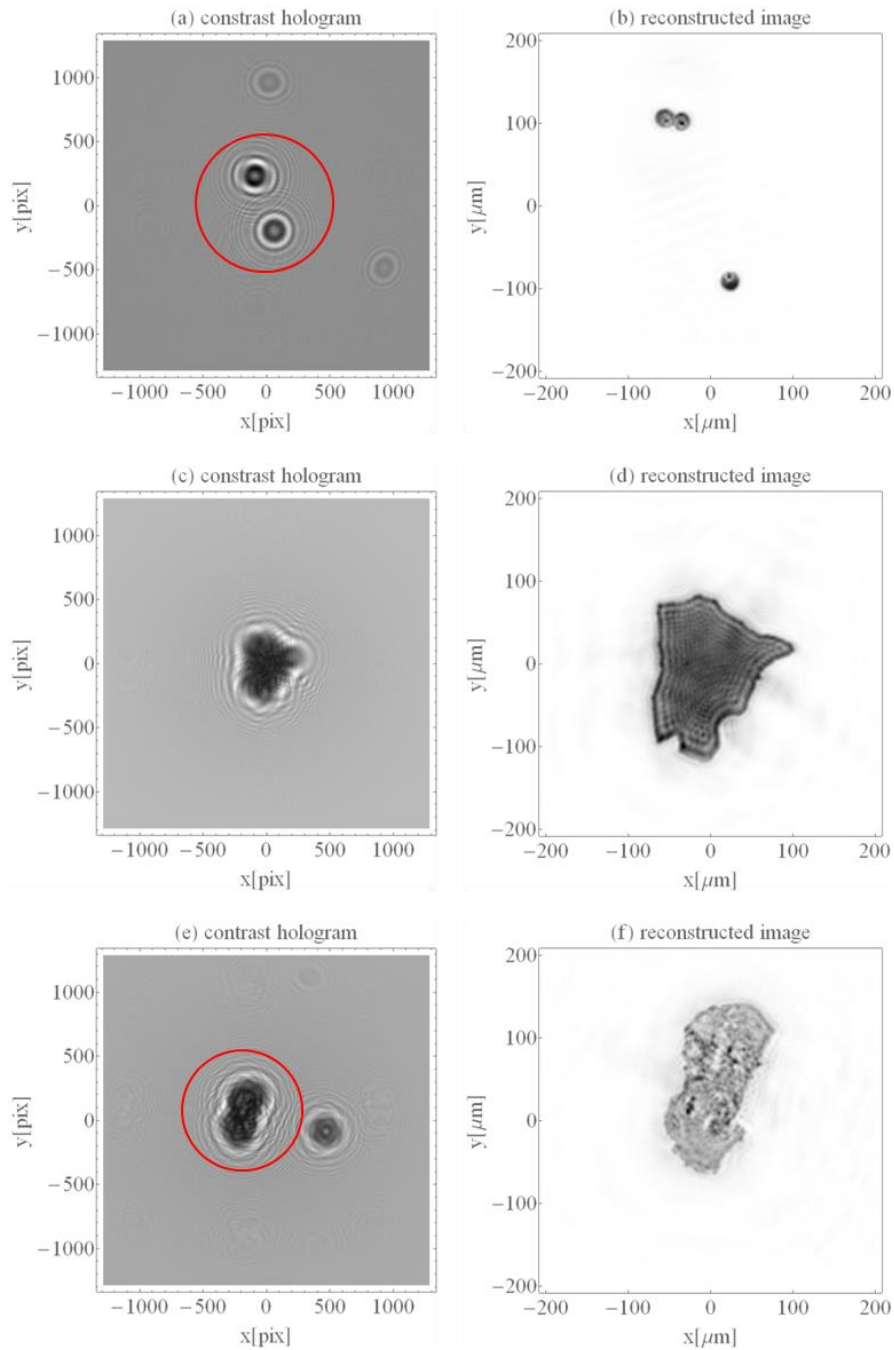 (a) constrast hologram
(b) reconstructed image
1000
500
0
−500
−1000
y[pix]
−1000 −500 0 500 1000
x[pix]
200
100
0
−100
−200
y[μm]
−200 −100 0 100 200
x[μm]
(c) constrast hologram
(d) reconstructed image
1000
500
0
−500
−1000
y[pix]
−1000 −500 0 500 1000
x[pix]
200
100
0
−100
−200
y[μm]
−200 −100 0 100 200
x[μm]
(e) contrast hologram
(f) reconstructed image
1000
500
0
−500
−1000
y[pix]
−1000 −500 0 500 1000
x[pix]
200
100
0
−100
−200
y[μm]
−200 −100 0 100 200
x[μm]